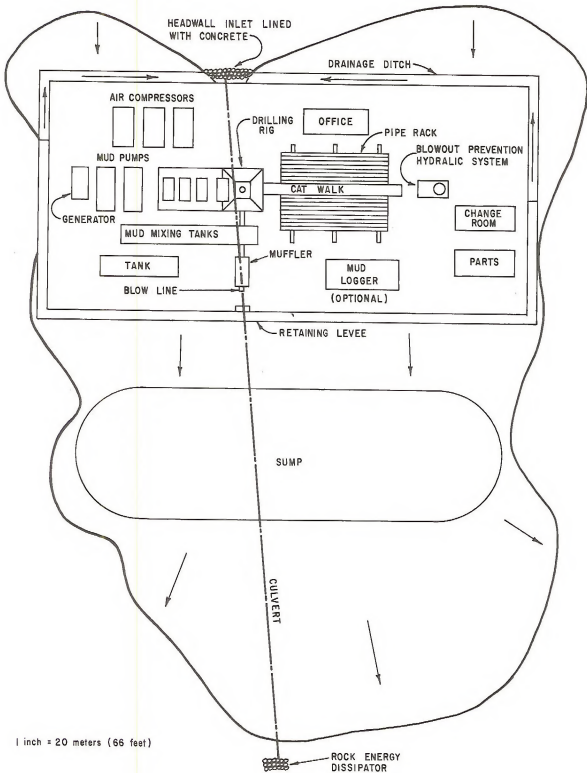 HEADWALL INLET LINED
WITH CONCRETE
DRAINAGE DITCH
AIR COMPRESSORS
DRILLING
RIG
OFFICE
PIPE RACK
BLOWOUT PREVENTION
HYDRALIC SYSTEM
MUD PUMPS
CAT WALK
GENERATOR
CHANGE
ROOM
MUD MIXING TANKS
MUFFLER
TANK
MUD
LOGGER
(OPTIONAL)
PARTS
BLOW LINE
RETAINING LEVEE
SUMP
CULVERT
1 inch = 20 meters (66 feet)
ROCK ENERGY
DISSIPATOR